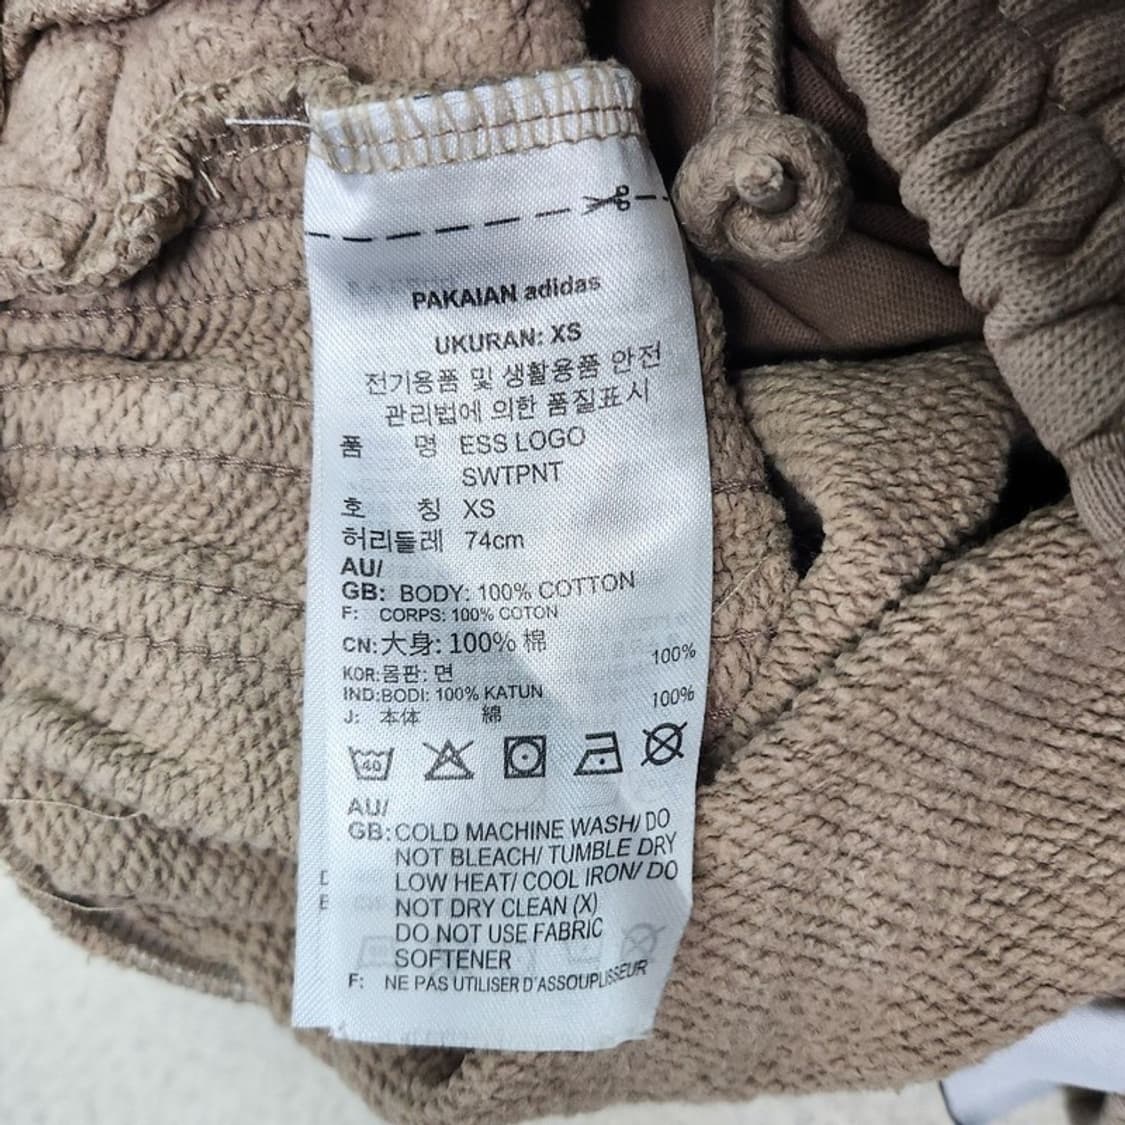 PAKAIAN adidas
UKURAN: XS
전기용품 및 생활용품 안전
관리법에 의한 품질표시
품 명 ESS LOGO
SWTPNT
호 칭 XS
허리둘레 74cm
AU/
GB: BODY: 100% COTTON
F: CORPS: 100% COTON
CN:大身: 100% 棉
KOR:몸판: 면 100%
IND:BODI: 100% KATUN
J: 本体 綿 100%
40
AU/
GB:COLD MACHINE WASH/ DO
NOT BLEACH/ TUMBLE DRY
LOW HEAT/ COOL IRON/ DO
NOT DRY CLEAN (X)
DO NOT USE FABRIC
SOFTENER
F: NE PAS UTILISER D'ASSOUPLISSEUR